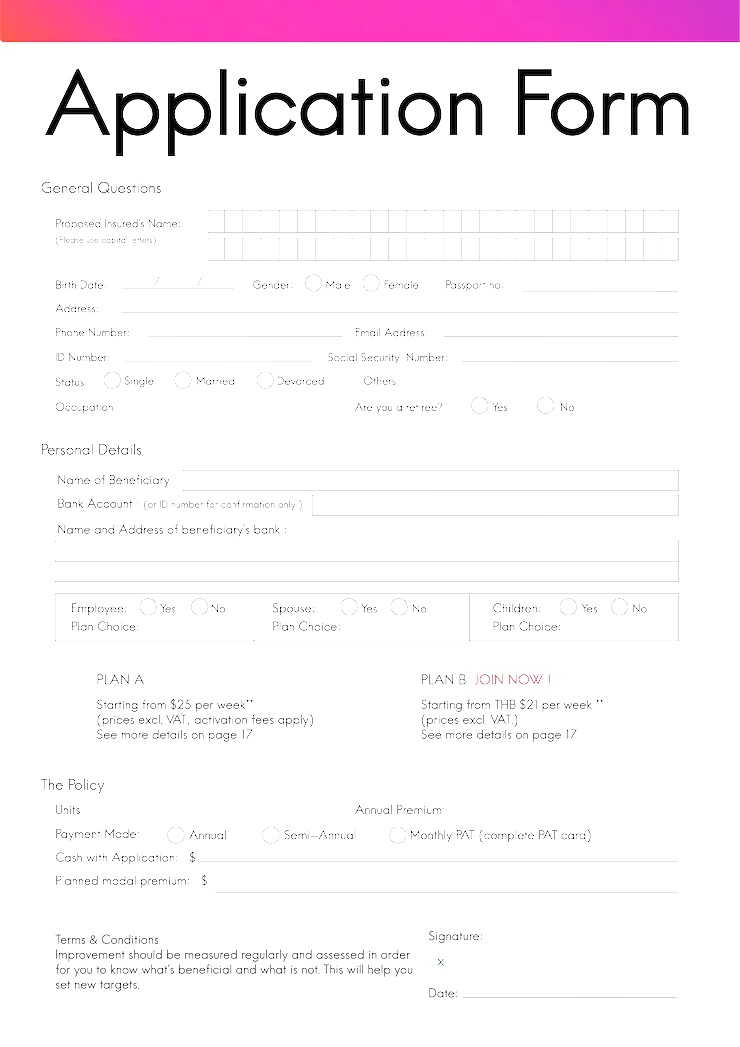 Application Form
General Questions
Proposed Insured's Name:
(Please use capital letters)
Birth Date: / / Gender: Male Female Passport no:
Address:
Phone Number: Email Address:
ID Number: Social Security Number:
Status Single Married Devorced Others
Occupation Are you a retiree? Yes No
Personal Details
Name of Beneficiary
Bank Account : (or ID number for confirmation only )
Name and Address of beneficiary's bank :
Employee: Yes No Spouse: Yes No Children: Yes No
Plan Choice: Plan Choice: Plan Choice:
PLAN A
Starting from $25 per week**
(prices excl. VAT, activation fees apply)
See more details on page 17
PLAN B JOIN NOW !
Starting from THB $21 per week **
(prices excl. VAT.)
See more details on page 17
The Policy
Units Annual Premium:
Payment Mode: Annual Semi-Annual Monthly PAT (complete PAT card)
Cash with Application: $
Planned modal premium: $
Terms & Conditions
Improvement should be measured regularly and assessed in order
for you to know what's beneficial and what is not. This will help you
set new targets.
Signature:
x
Date: